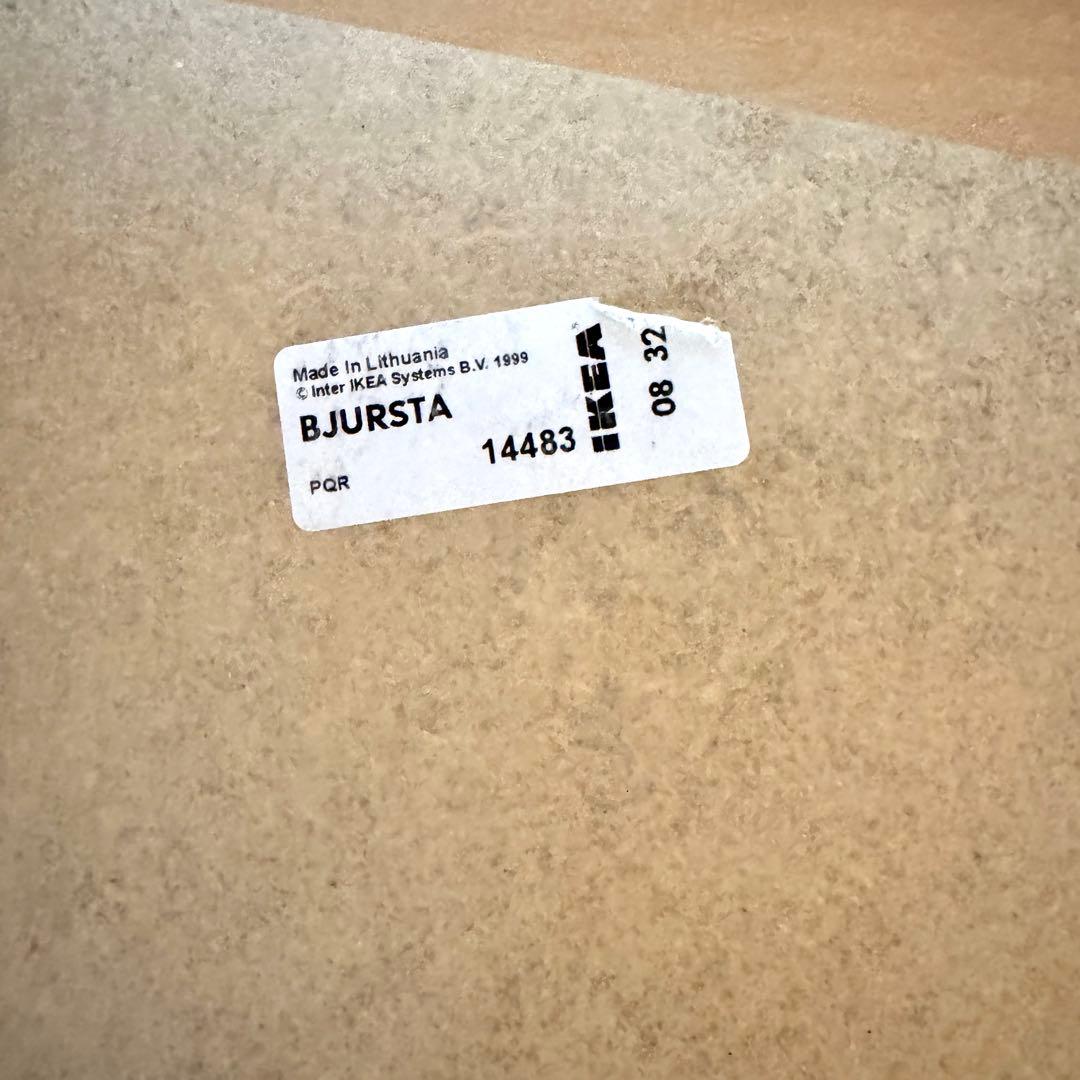 Made In Lithuania
© Inter IKEA Systems B.V. 1999
BJURSTA
14483
PQR
IKEA
08 32